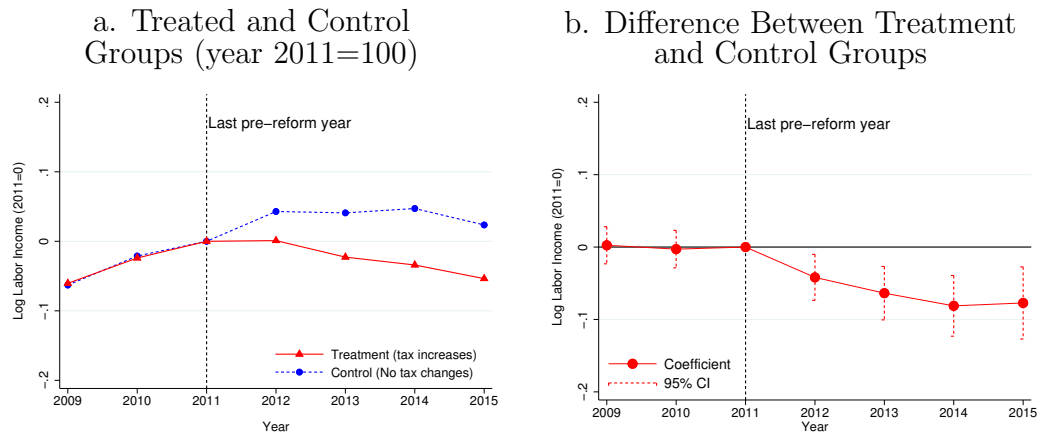 a. Treated and Control
Groups (year 2011=100)
Log Labor Income (2011=0)
.2
.1
0
-.1
-.2
Last pre−reform year
Treatment (tax increases)
Control (No tax changes)
2009 2010 2011 2012 2013 2014 2015
Year
b. Difference Between Treatment
and Control Groups
Log Labor Income (2011=0)
.2
.1
0
-.1
-.2
Last pre−reform year
Coefficient
95% CI
2009 2010 2011 2012 2013 2014 2015
Year